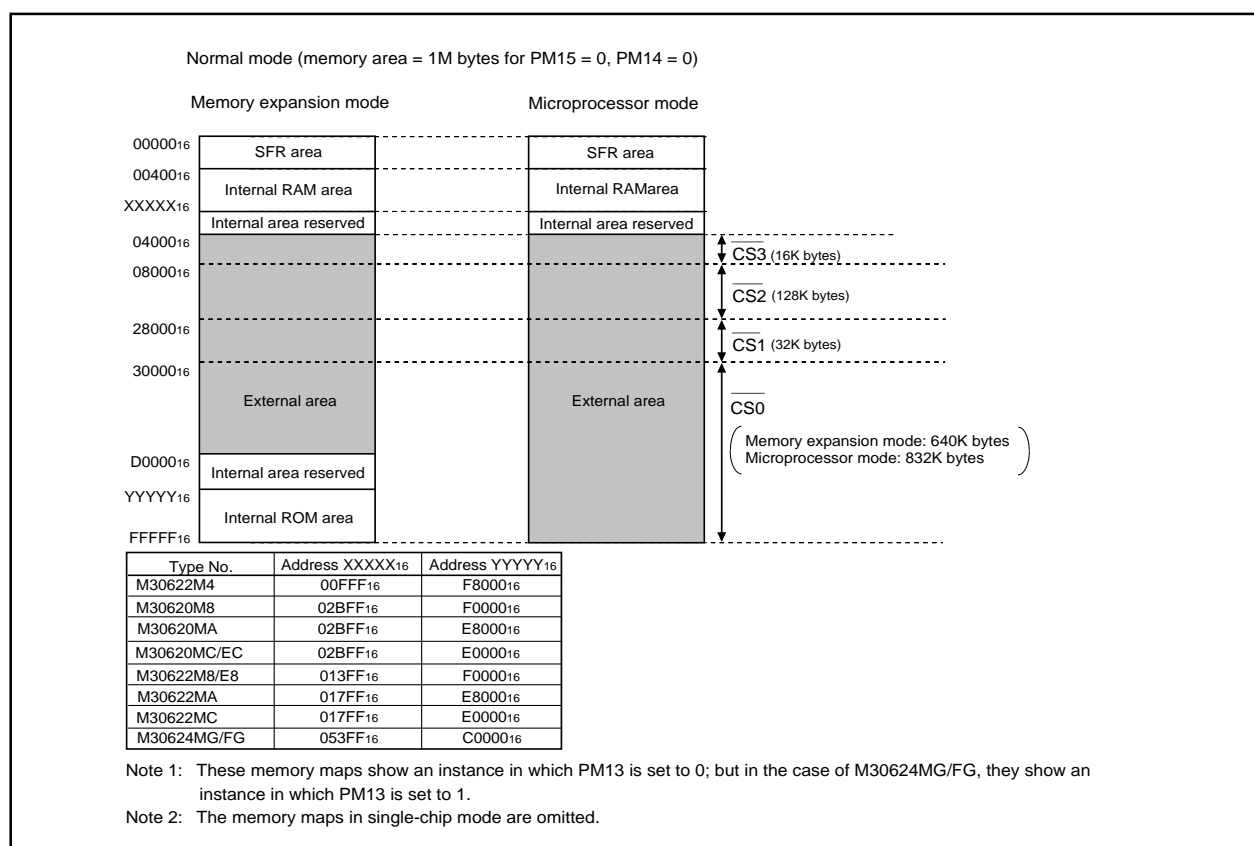 Normal mode (memory area = 1M bytes for PM15 = 0, PM14 = 0)
Memory expansion mode
Microprocessor mode
0000016
SFR area
SFR area
0040016
Internal RAM area
Internal RAMarea
XXXXX16
Internal area reserved
Internal area reserved
0400016
CS3 (16K bytes)
0800016
CS2 (128K bytes)
2800016
CS1 (32K bytes)
3000016
External area
External area
CS0
Memory expansion mode: 640K bytes
Microprocessor mode: 832K bytes
D000016
Internal area reserved
YYYYY16
Internal ROM area
FFFFF16
Type No. Address XXXXX16 Address YYYYY16
M30622M4 00FFF16 F800016
M30620M8 02BFF16 F000016
M30620MA 02BFF16 E800016
M30620MC/EC 02BFF16 E000016
M30622M8/E8 013FF16 F000016
M30622MA 017FF16 E800016
M30622MC 017FF16 E000016
M30624MG/FG 053FF16 C000016
Note 1: These memory maps show an instance in which PM13 is set to 0; but in the case of M30624MG/FG, they show an
instance in which PM13 is set to 1.
Note 2: The memory maps in single-chip mode are omitted.